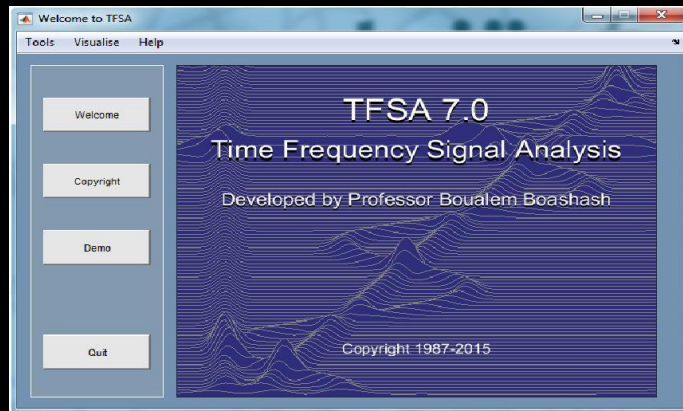 Welcome to TFSA
Tools Visualise Help
Welcome
Copyright
Demo
Quit
TFSA 7.0
Time Frequency Signal Analysis
Developed by Professor Boualem Boashash
Copyright 1987-2015